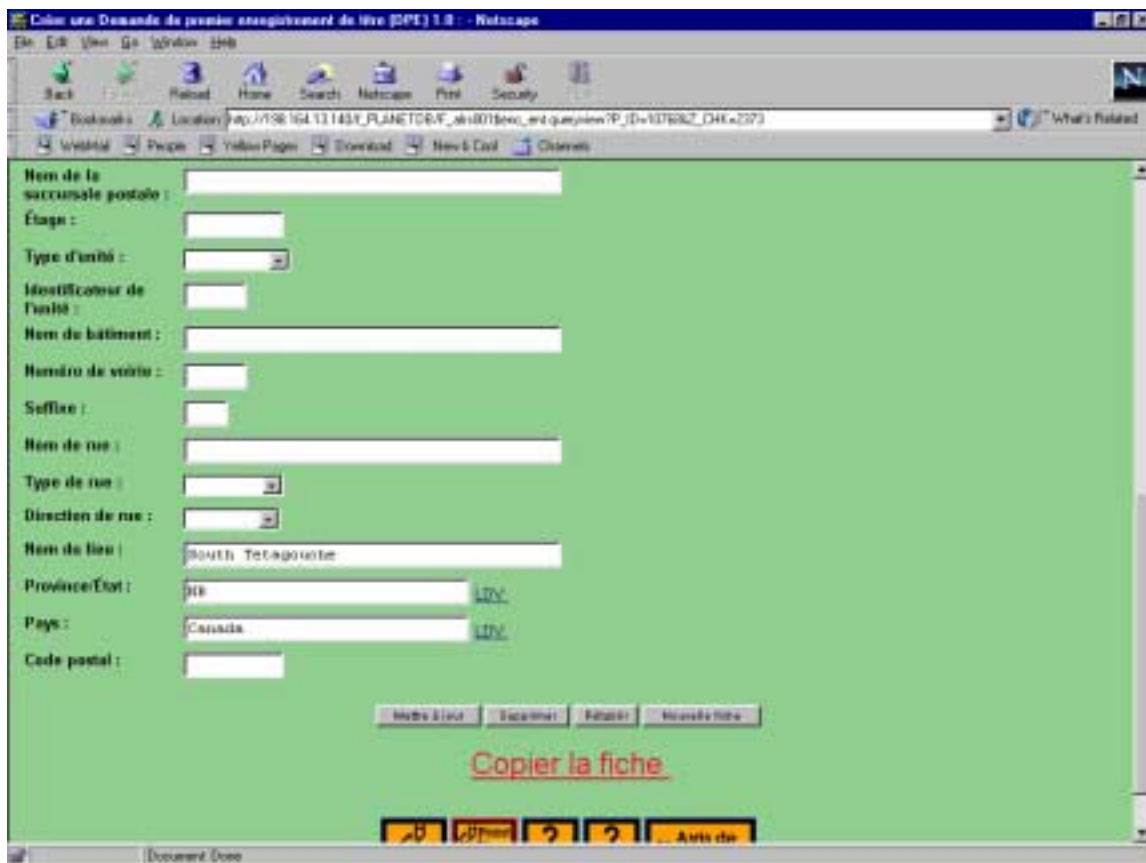 Créer une Demande de premier enregistrement de titre (DPE) 1.0 : - Netscape
File Edit View Go Window Help
Back Reload Home Search Netscape Print Security
Bookmarks Location: What's Related
WebMail People Yellow Pages Download New & Cool Channels
Nom de la
succursale postale :
Étage :
Type d'unité :
Identificateur de
l'unité :
Nom du bâtiment :
Numéro de voirie :
Suffixe :
Nom de rue :
Type de rue :
Direction de rue :
Nom du lieu : South Tetagouche
Province/État : NB LDV
Pays : Canada LDV
Code postal :
Mettre à jour Supprimer Rétablir Nouvelle fiche
Copier la fiche
? ? Avis de
Document: Done